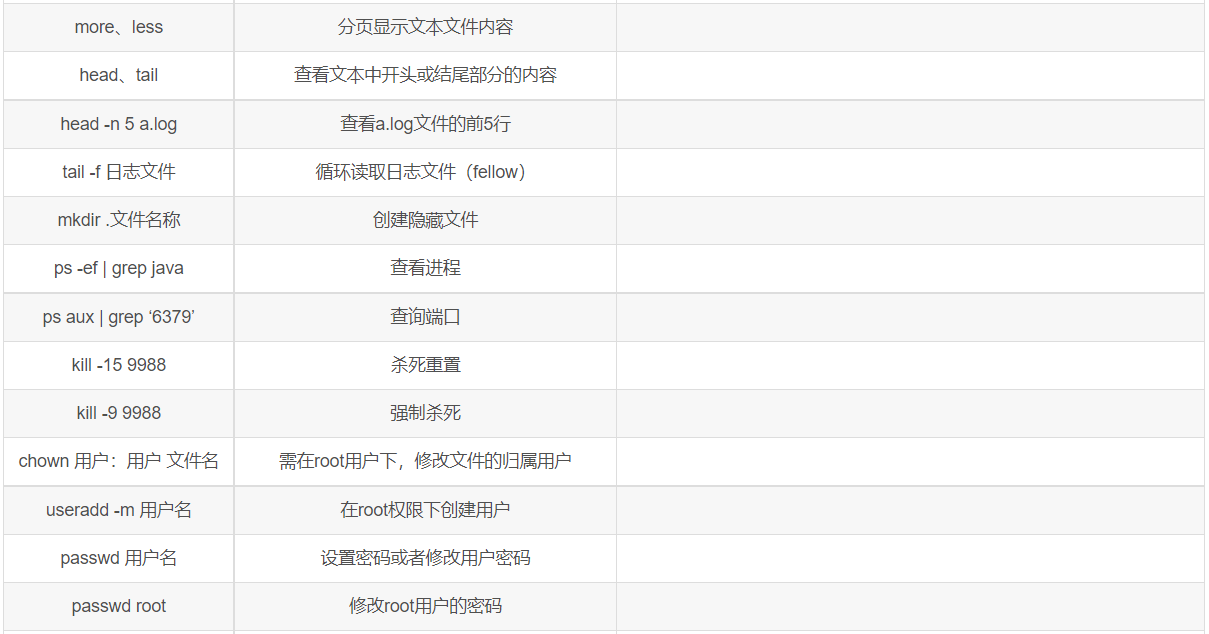 more、less 分页显示文本文件内容
head、tail 查看文本中开头或结尾部分的内容
head -n 5 a.log 查看a.log文件的前5行
tail -f 日志文件 循环读取日志文件（fellow）
mkdir .文件名称 创建隐藏文件
ps -ef | grep java 查看进程
ps aux | grep ‘6379’ 查询端口
kill -15 9988 杀死重置
kill -9 9988 强制杀死
chown 用户：用户 文件名 需在root用户下，修改文件的归属用户
useradd -m 用户名 在root权限下创建用户
passwd 用户名 设置密码或者修改用户密码
passwd root 修改root用户的密码